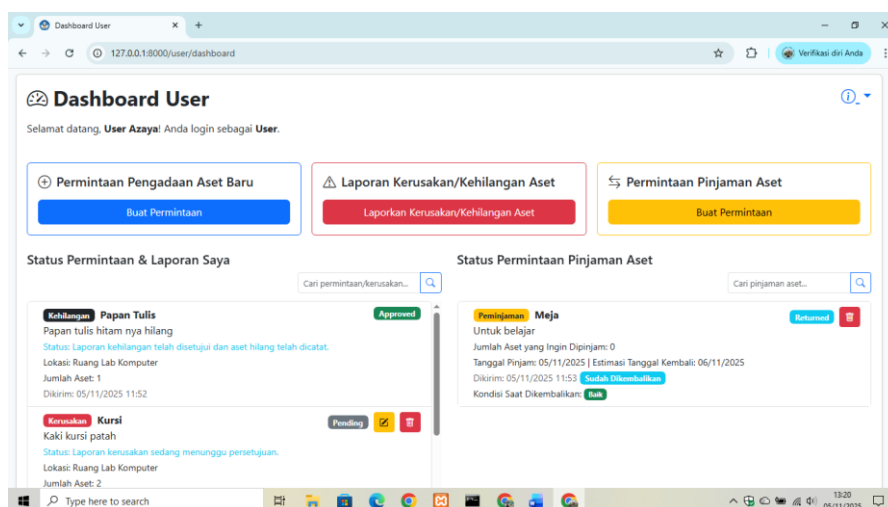 Dashboard User
127.0.0.1:8000/user/dashboard
Verifikasi diri Anda
Dashboard User
Selamat datang, User Azaya! Anda login sebagai User.
Permintaan Pengadaan Aset Baru
Buat Permintaan
Laporan Kerusakan/Kehilangan Aset
Laporkan Kerusakan/Kehilangan Aset
Permintaan Pinjaman Aset
Buat Permintaan
Status Permintaan & Laporan Saya
Cari permintaan/kerusakan...
Kehilangan Papan Tulis Approved
Papan tulis hitam nya hilang
Status: Laporan kehilangan telah disetujui dan aset hilang telah dicatat.
Lokasi: Ruang Lab Komputer
Jumlah Aset: 1
Dikirim: 05/11/2025 11:52
Kerusakan Kursi Pending
Kaki kursi patah
Status: Laporan kerusakan sedang menunggu persetujuan.
Lokasi: Ruang Lab Komputer
Jumlah Aset: 2
Status Permintaan Pinjaman Aset
Cari pinjaman aset...
Peminjaman Meja Returned
Untuk belajar
Jumlah Aset yang Ingin Dipinjam: 0
Tanggal Pinjam: 05/11/2025 | Estimasi Tanggal Kembali: 06/11/2025
Dikirim: 05/11/2025 11:53 Sudah Dikembalikan
Kondisi Saat Dikembalikan: Baik
Type here to search
13:20
05/11/2025